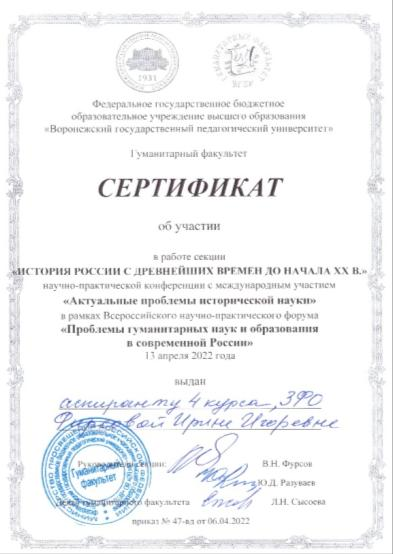 1931
ВГПУ
Федеральное государственное бюджетное
образовательное учреждение высшего образования
«Воронежский государственный педагогический университет»
Гуманитарный факультет
СЕРТИФИКАТ
об участии
в работе секции
«ИСТОРИЯ РОССИИ С ДРЕВНЕЙШИХ ВРЕМЕН ДО НАЧАЛА XX В.»
научно-практической конференции с международным участием
«Актуальные проблемы исторической науки»
в рамках Всероссийского научно-практического форума
«Проблемы гуманитарных наук и образования
в современной России»
13 апреля 2022 года
выдан
аспиранту 4 курса, ЗФО
Ирине Игоревне
Руководители секции:
В.Н. Фурсов
Ю.Д. Разуваев
Гуманитарный
факультет
гуманитарного факультета
Л.Н. Сысоева
приказ № 47-вд от 06.04.2022